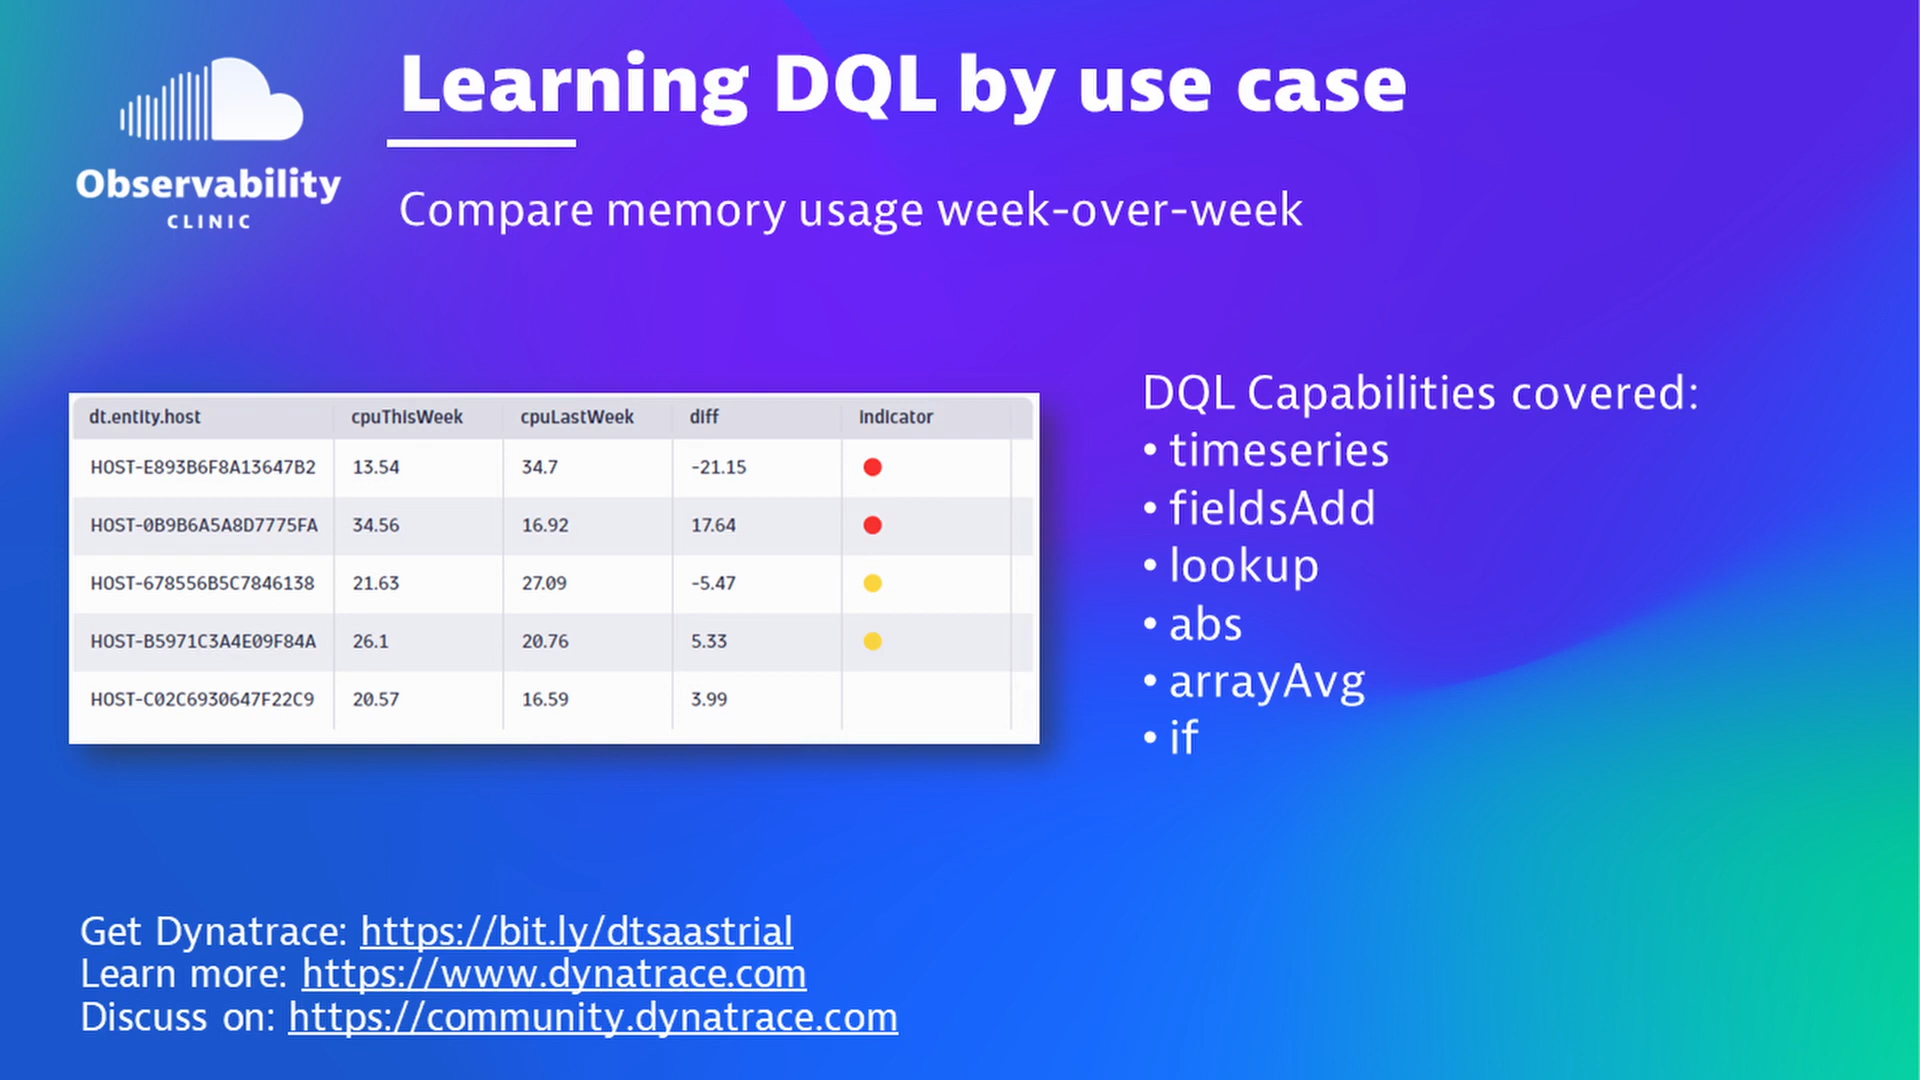 Observability
CLINIC
Learning DQL by use case
Compare memory usage week-over-week
dt.entity.host cpuThisWeek cpuLastWeek diff indicator
HOST-E893B6F8A13647B2 13.54 34.7 -21.15
HOST-0B9B6A5A8D7775FA 34.56 16.92 17.64
HOST-678556B5C7846138 21.63 27.09 -5.47
HOST-B5971C3A4E09F84A 26.1 20.76 5.33
HOST-C02C6930647F22C9 20.57 16.59 3.99
DQL Capabilities covered:
• timeseries
• fieldsAdd
• lookup
• abs
• arrayAvg
• if
Get Dynatrace: https://bit.ly/dtsaastrial
Learn more: https://www.dynatrace.com
Discuss on: https://community.dynatrace.com